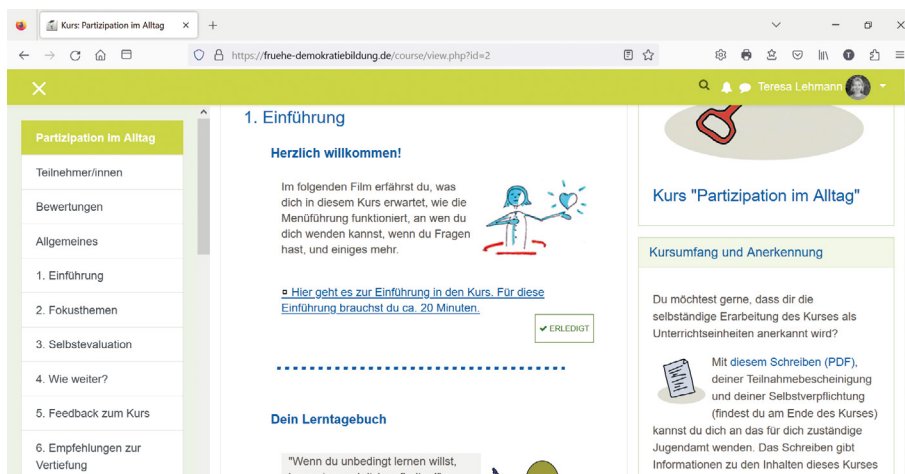 Kurs: Partizipation im Alltag
https://fruehe-demokratiebildung.de/course/view.php?id=2
Teresa Lehmann
Partizipation im Alltag
Teilnehmer/innen
Bewertungen
Allgemeines
1. Einführung
2. Fokusthemen
3. Selbstevaluation
4. Wie weiter?
5. Feedback zum Kurs
6. Empfehlungen zur
Vertiefung
1. Einführung
Herzlich willkommen!
Im folgenden Film erfährst du, was
dich in diesem Kurs erwartet, wie die
Menüführung funktioniert, an wen du
dich wenden kannst, wenn du Fragen
hast, und einiges mehr.
Hier geht es zur Einführung in den Kurs. Für diese
Einführung brauchst du ca. 20 Minuten.
ERLEDIGT
Dein Lerntagebuch
"Wenn du unbedingt lernen willst,
Kurs "Partizipation im Alltag"
Kursumfang und Anerkennung
Du möchtest gerne, dass dir die
selbständige Erarbeitung des Kurses als
Unterrichtseinheiten anerkannt wird?
Mit diesem Schreiben (PDF),
deiner Teilnahmebescheinigung
und deiner Selbstverpflichtung
(findest du am Ende des Kurses)
kannst du dich an das für dich zuständige
Jugendamt wenden. Das Schreiben gibt
Informationen zu den Inhalten dieses Kurses